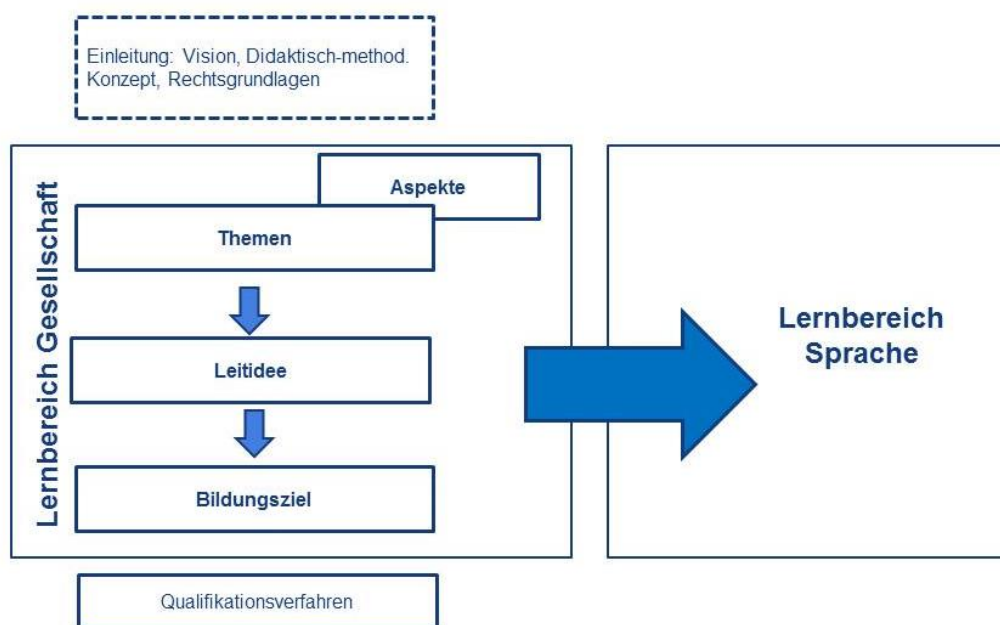 Einleitung: Vision, Didaktisch-method.
Konzept, Rechtsgrundlagen
Lernbereich Gesellschaft
Aspekte
Themen
Leitidee
Bildungsziel
Lernbereich
Sprache
Qualifikationsverfahren